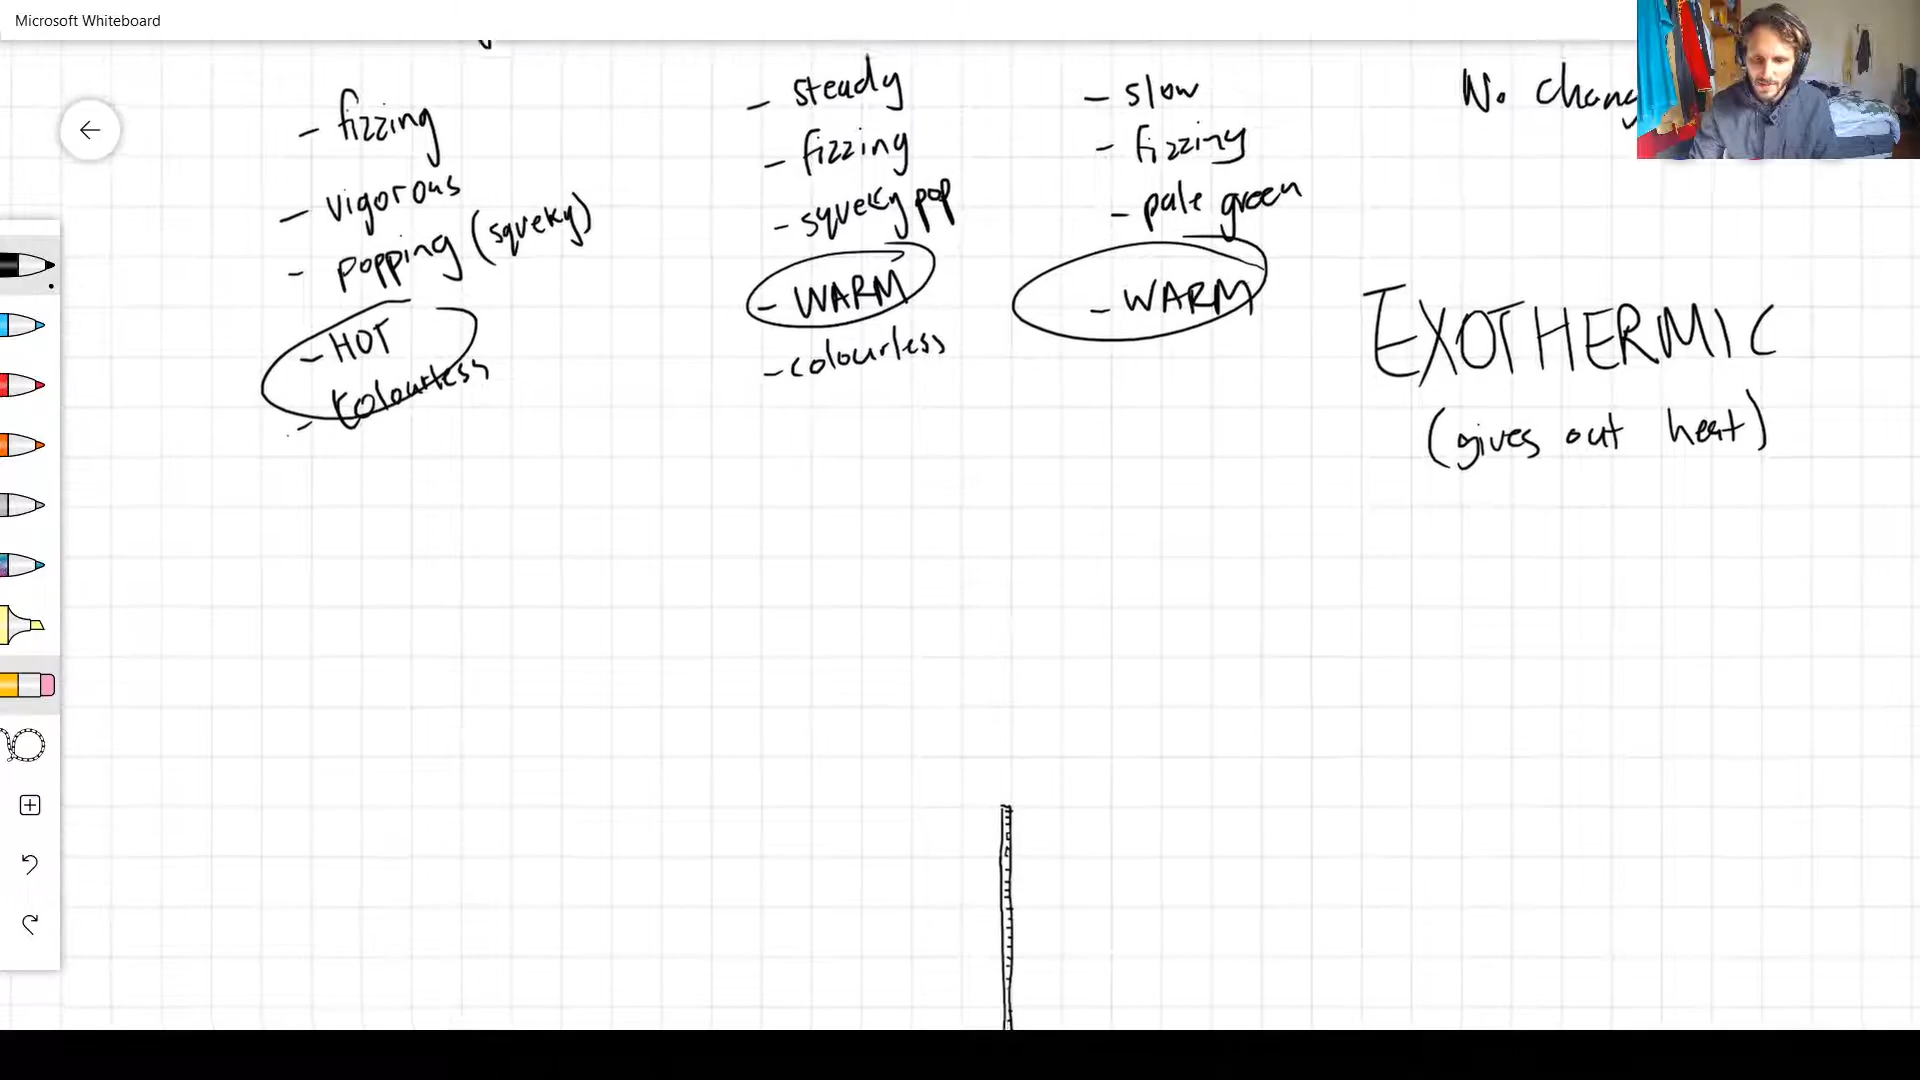 Microsoft Whiteboard
- fizzing
- vigorous
- popping (squeky)
- HOT
- Colourless
- steady
- fizzing
- squeky pop
- WARM
- colourless
- slow
- fizzing
- pale green
- WARM
No chang
EXOTHERMIC
(gives out heat)